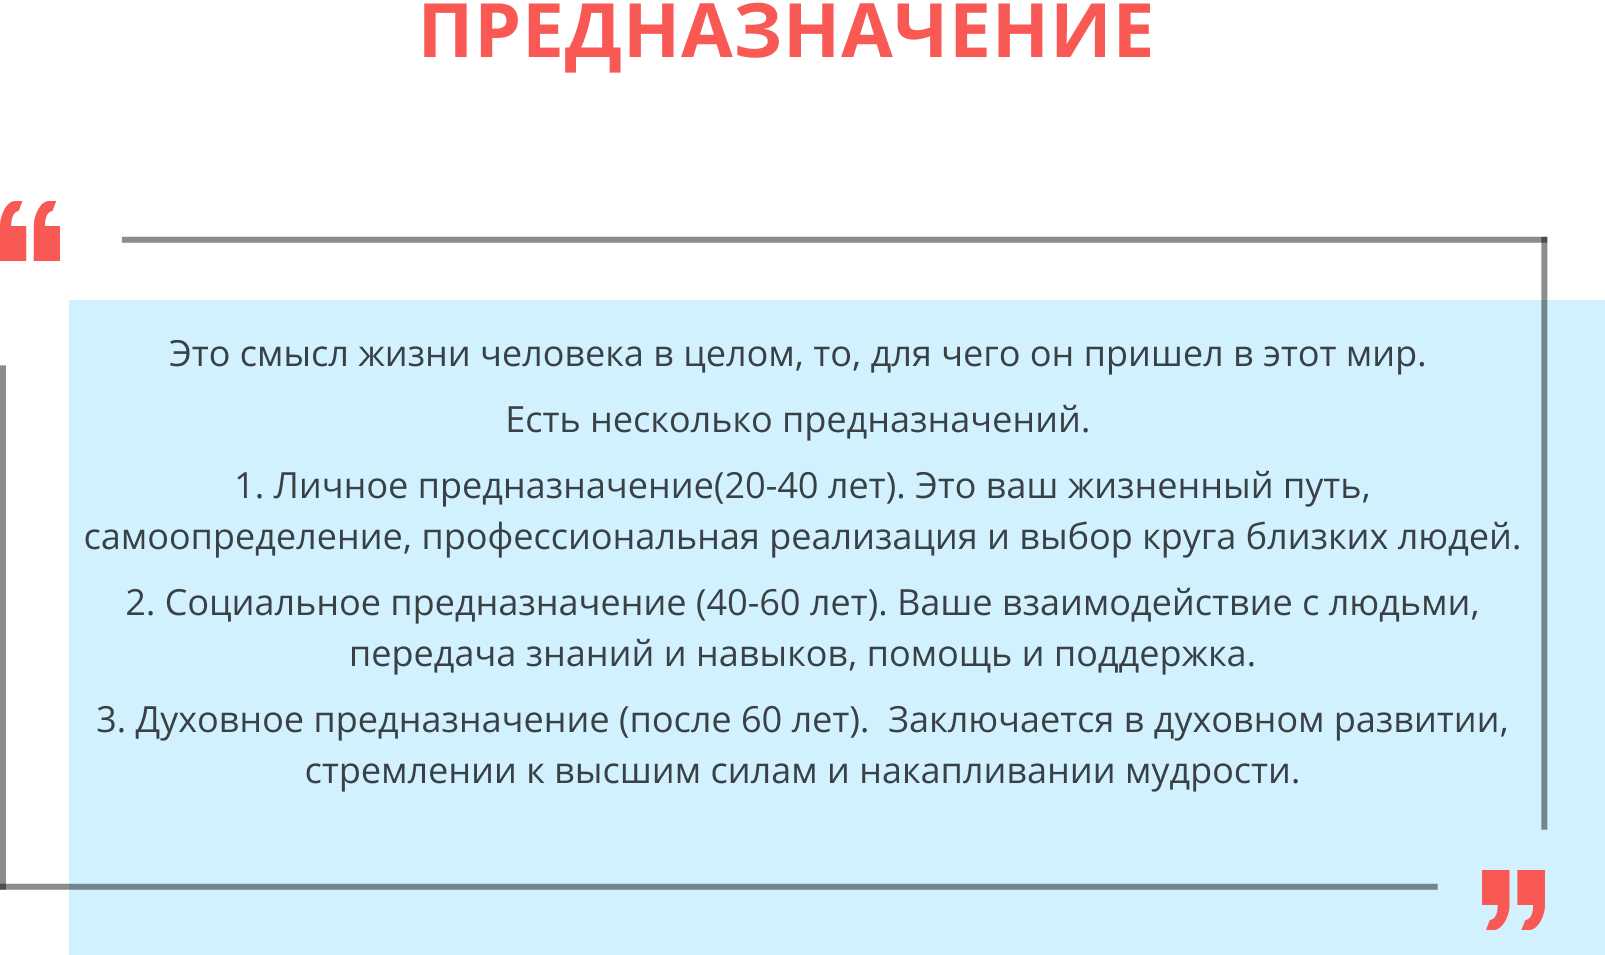 ПРЕДНАЗНАЧЕНИЕ
Это смысл жизни человека в целом, то, для чего он пришел в этот мир.
Есть несколько предназначений.
1. Личное предназначение(20-40 лет). Это ваш жизненный путь,
самоопределение, профессиональная реализация и выбор круга близких людей.
2. Социальное предназначение (40-60 лет). Ваше взаимодействие с людьми,
передача знаний и навыков, помощь и поддержка.
3. Духовное предназначение (после 60 лет).  Заключается в духовном развитии,
стремлении к высшим силам и накапливании мудрости.